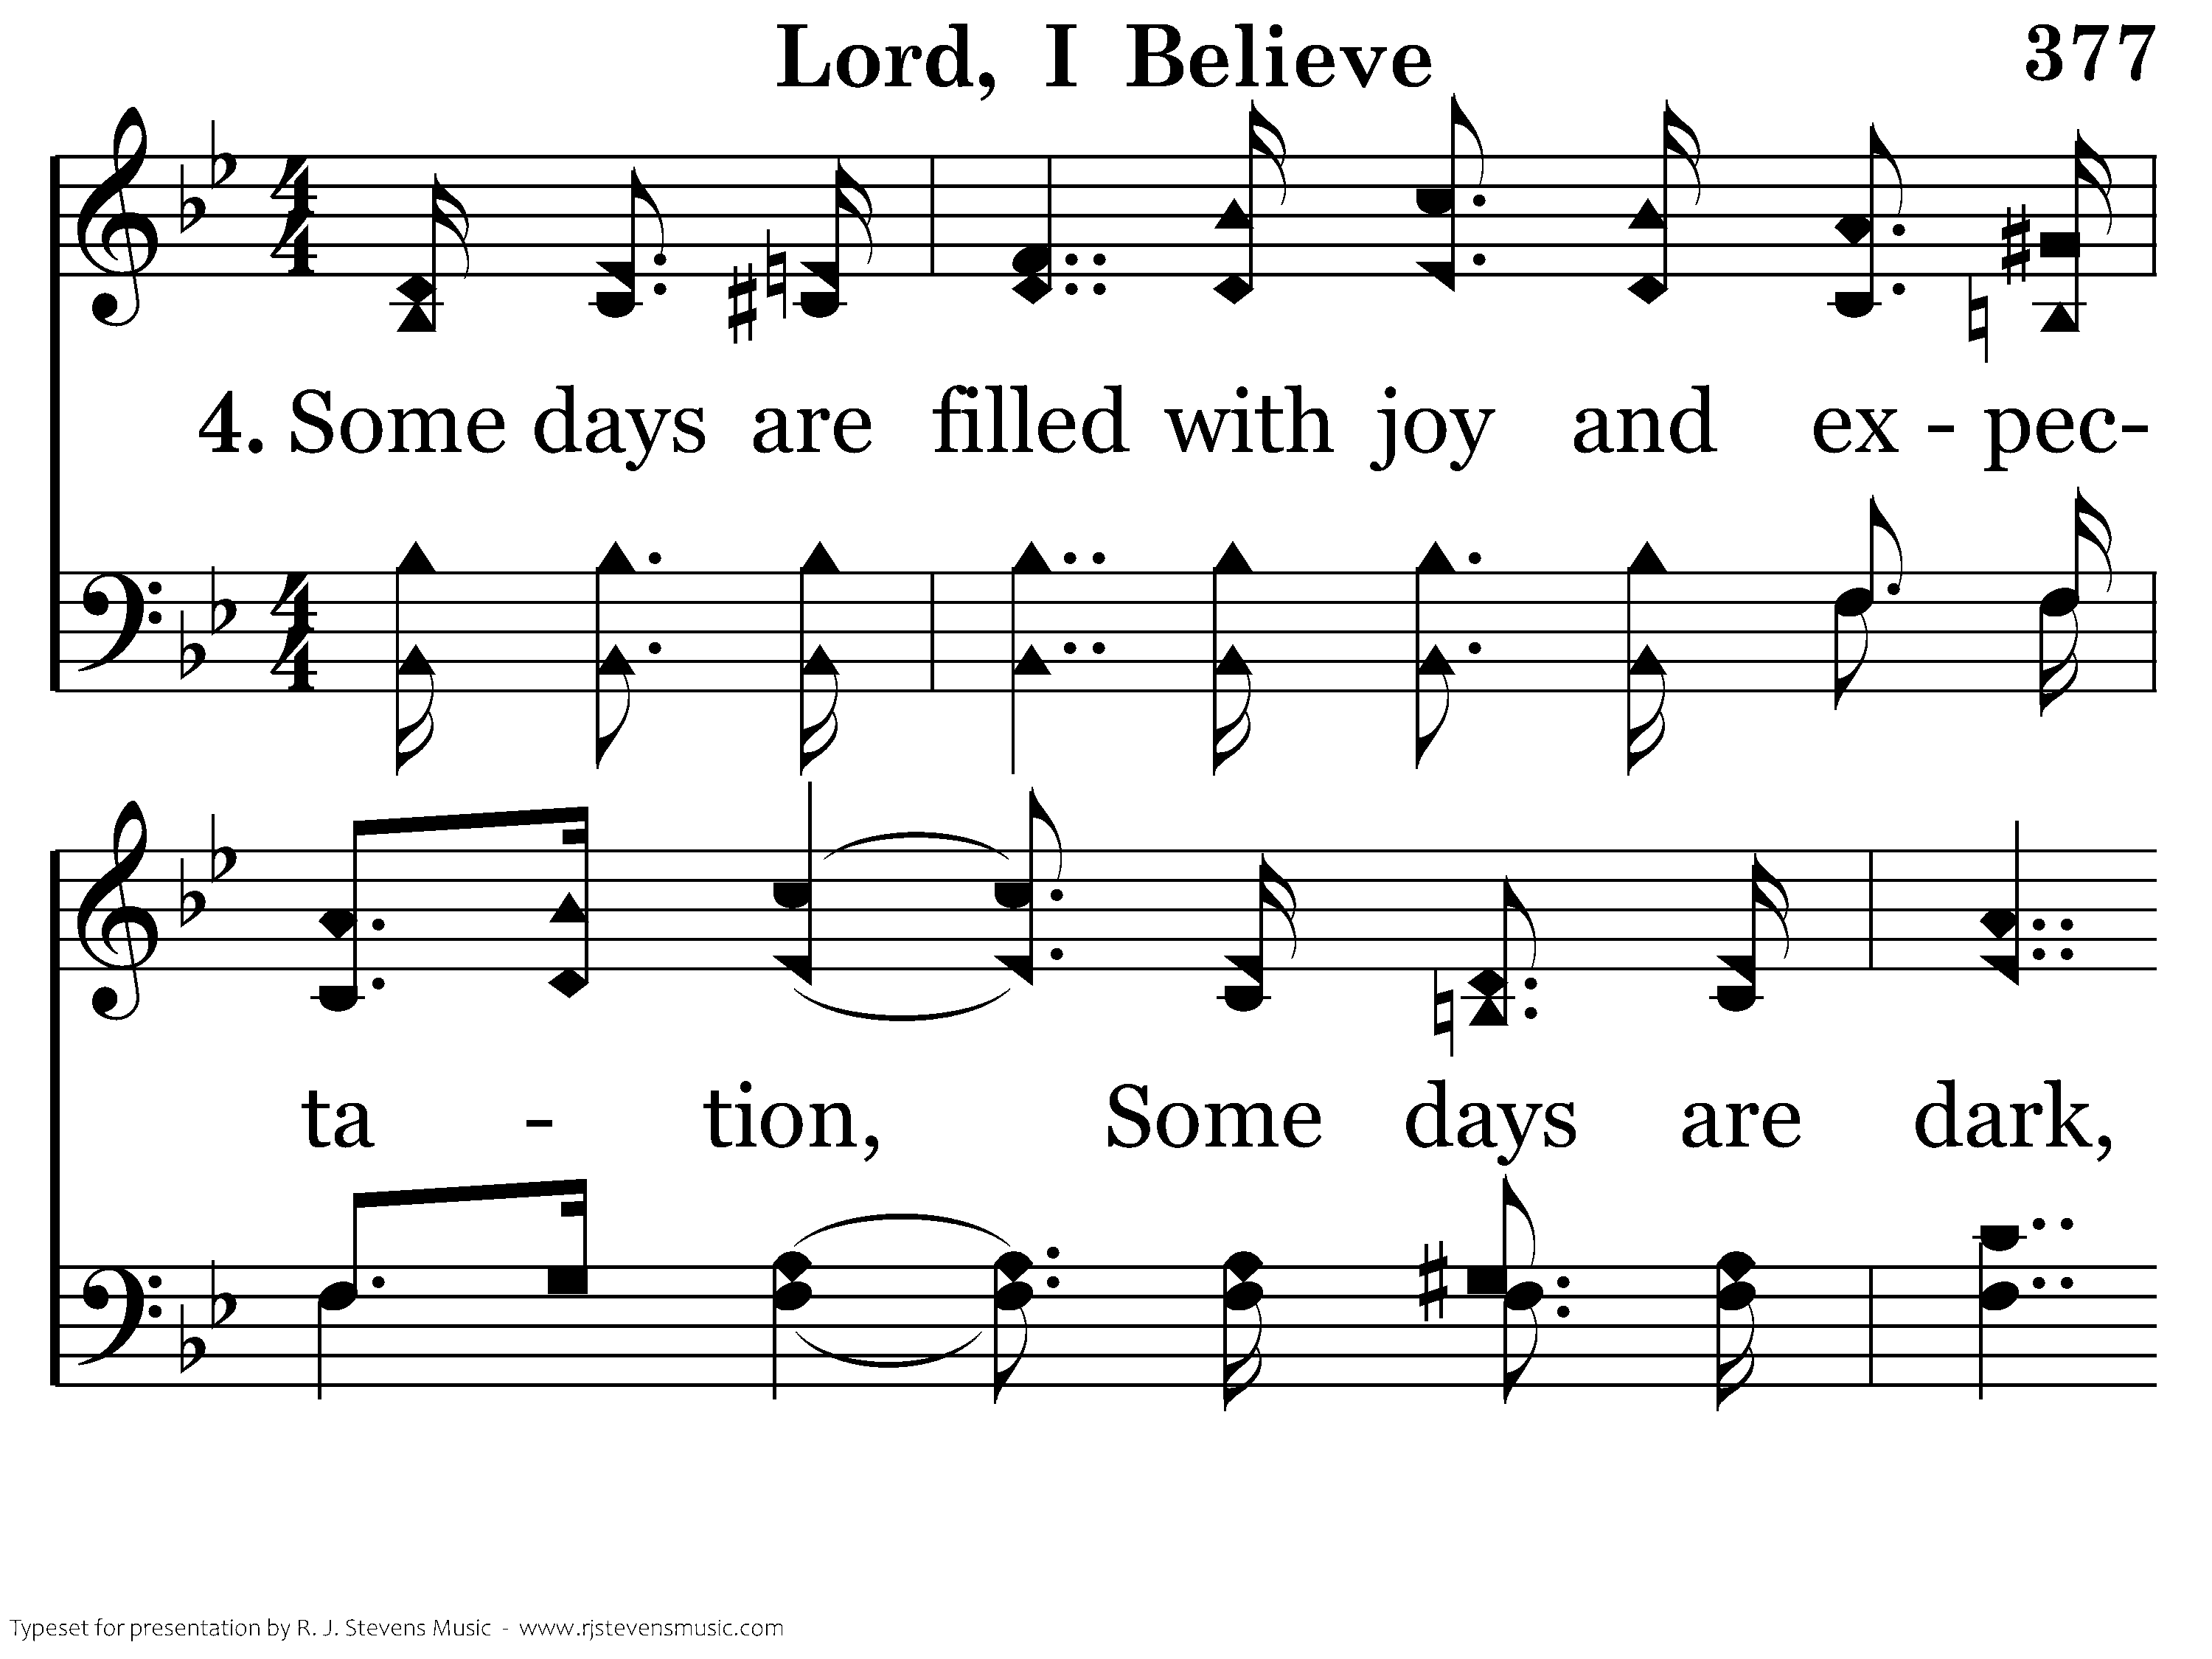 Lord, I Believe 377
4. Some days are filled with joy and ex - pec-
ta - tion, Some days are dark,
Typeset for presentation by R. J. Stevens Music - www.rjstevensmusic.com